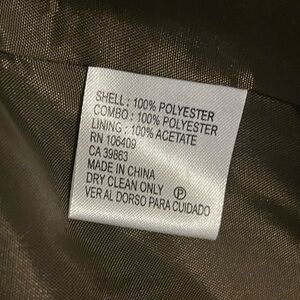 SHELL : 100% POLYESTER
COMBO : 100% POLYESTER
LINING : 100% ACETATE
RN 106409
CA 39863
MADE IN CHINA
DRY CLEAN ONLY Ⓟ
VER AL DORSO PARA CUIDADO